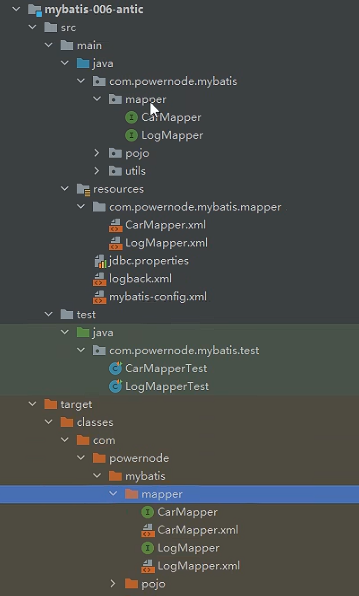 mybatis-006-antic
src
main
java
com.powernode.mybatis
mapper
CarMapper
LogMapper
pojo
utils
resources
com.powernode.mybatis.mapper
CarMapper.xml
LogMapper.xml
jdbc.properties
logback.xml
mybatis-config.xml
test
java
com.powernode.mybatis.test
CarMapperTest
LogMapperTest
target
classes
com
powernode
mybatis
mapper
CarMapper
CarMapper.xml
LogMapper
LogMapper.xml
pojo